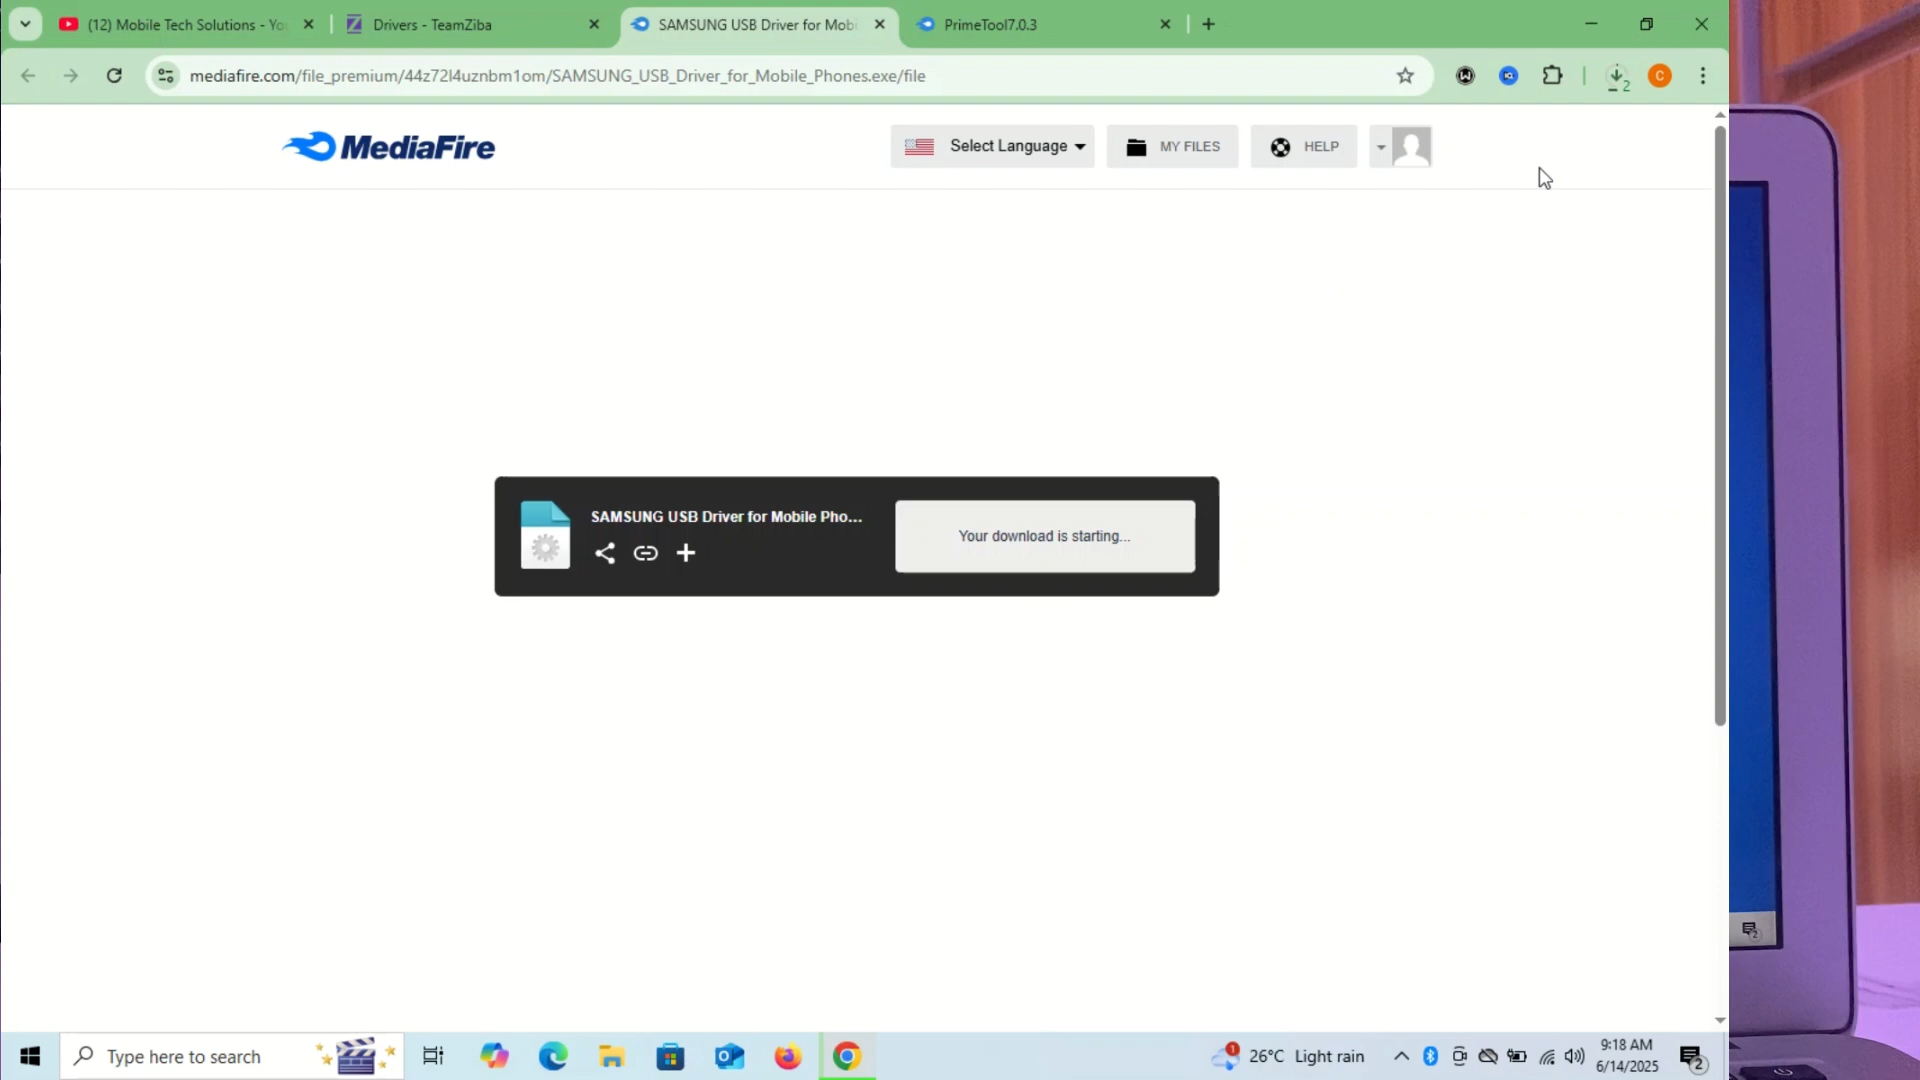 (12) Mobile Tech Solutions - Yo
Drivers - TeamZiba
SAMSUNG USB Driver for Mobi
PrimeTool7.0.3
mediafire.com/file_premium/44z72l4uznbm1om/SAMSUNG_USB_Driver_for_Mobile_Phones.exe/file
2
C
MediaFire
Select Language
MY FILES
HELP
SAMSUNG USB Driver for Mobile Pho...
Your download is starting...
2
Type here to search
1
26°C Light rain
9:18 AM
6/14/2025
2